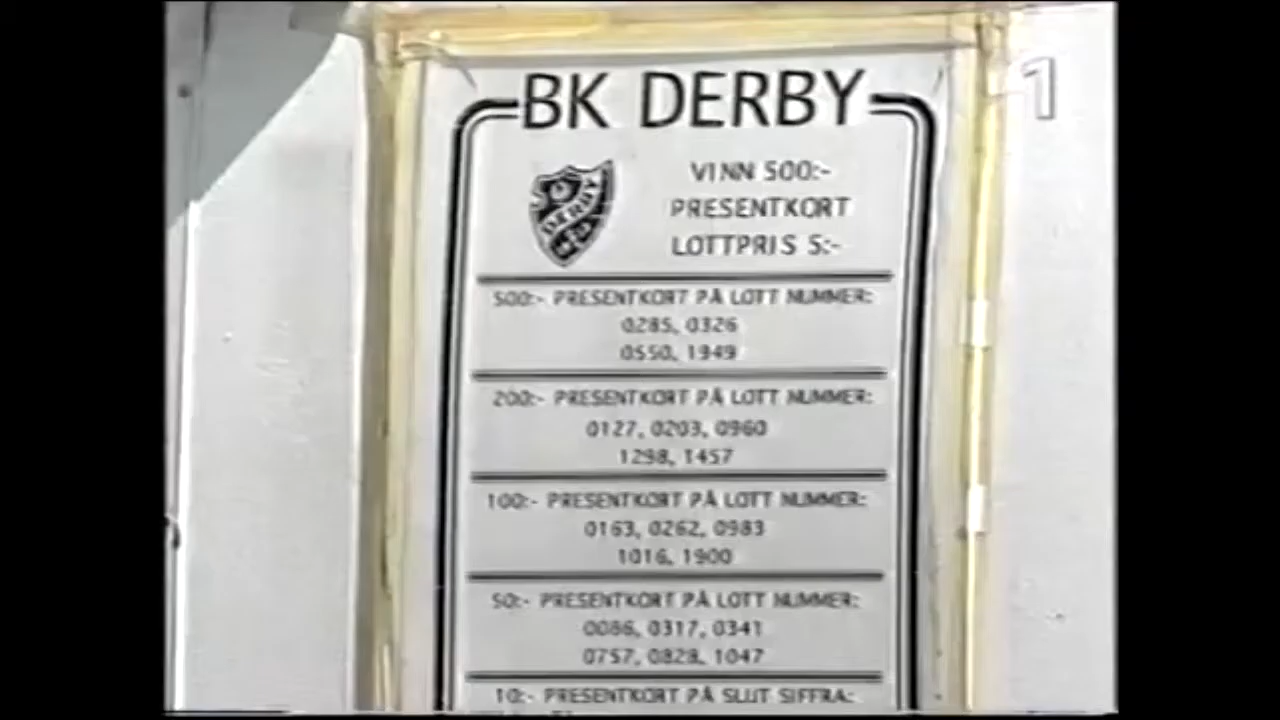 1
BK DERBY
DERBY
VINN 500:-
PRESENTKORT
LOTTPRIS 5:-
500:- PRESENTKORT PÅ LOTT NUMMER:
0285, 0326
0550, 1949
200:- PRESENTKORT PÅ LOTT NUMMER:
0127, 0203, 0960
1298, 1457
100:- PRESENTKORT PÅ LOTT NUMMER:
0163, 0262, 0983
1016, 1900
50:- PRESENTKORT PÅ LOTT NUMMER:
0086, 0317, 0341
0757, 0828, 1047
10:- PRESENTKORT PÅ SLUT SIFFRA: